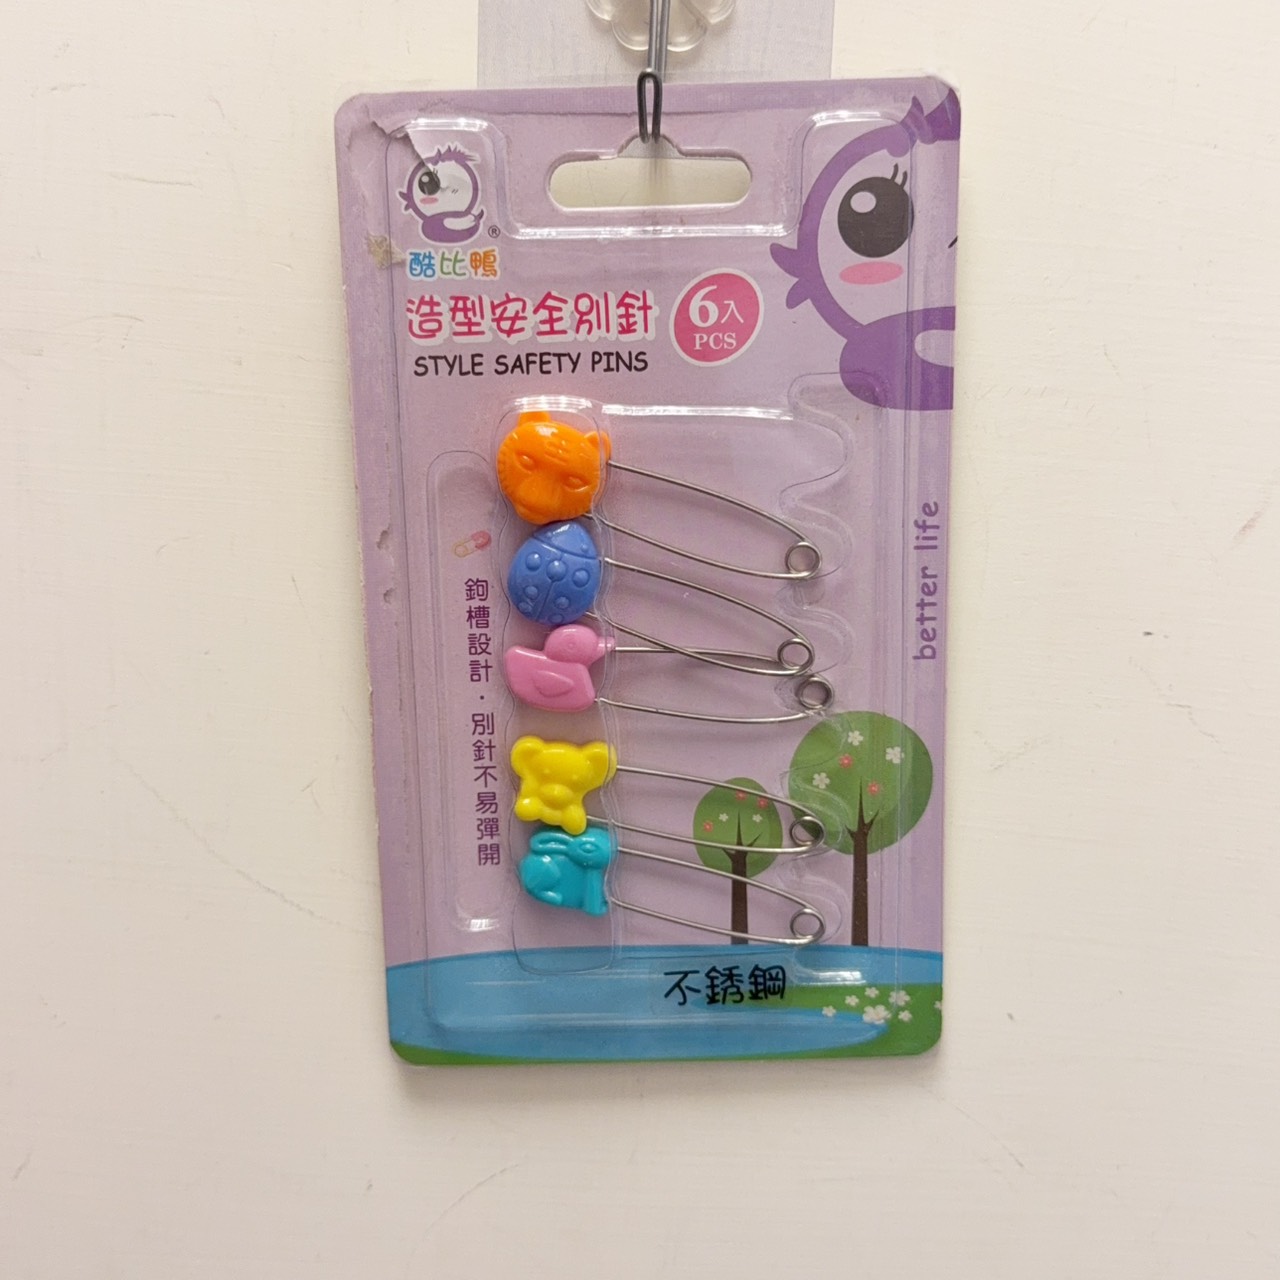 ®
酷比鴨
造型安全別針
6入
PCS
STYLE SAFETY PINS
鉤槽設計．別針不易彈開
better life
不銹鋼